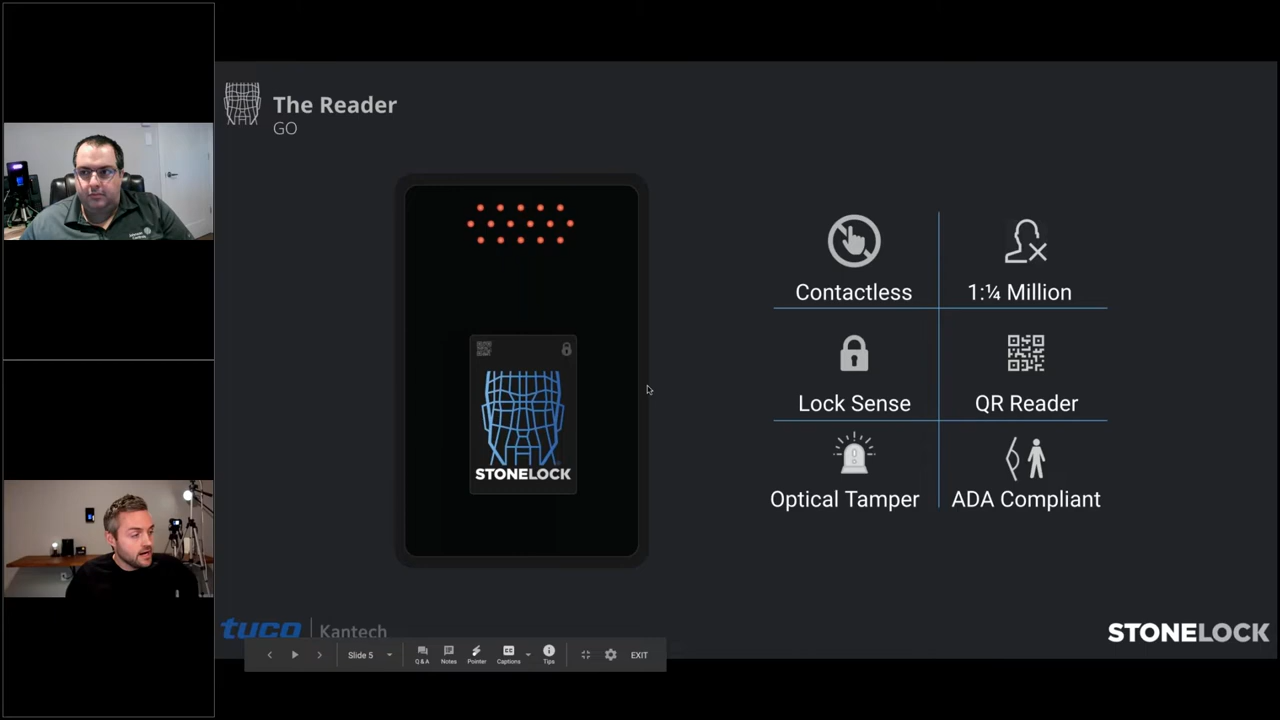 The Reader
GO
STONELOCK
Contactless
1:¼ Million
Lock Sense
QR Reader
Optical Tamper
ADA Compliant
tyco
Kantech
STONELOCK
Slide 5
Q & A
Notes
Pointer
Captions
Tips
EXIT